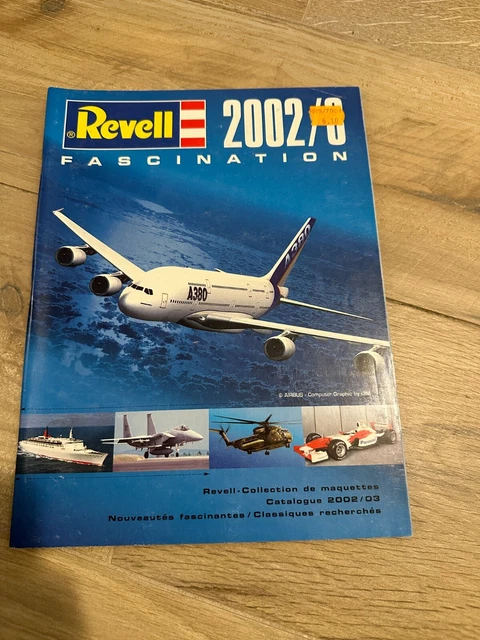 ® Revell
2002/0
FASCINATION
A380
A380
© AIRBUS - Computer Graphic by
Revell-Collection de maquettes
Catalogue 2002/03
Nouveautés fascinantes/Classiques recherchés